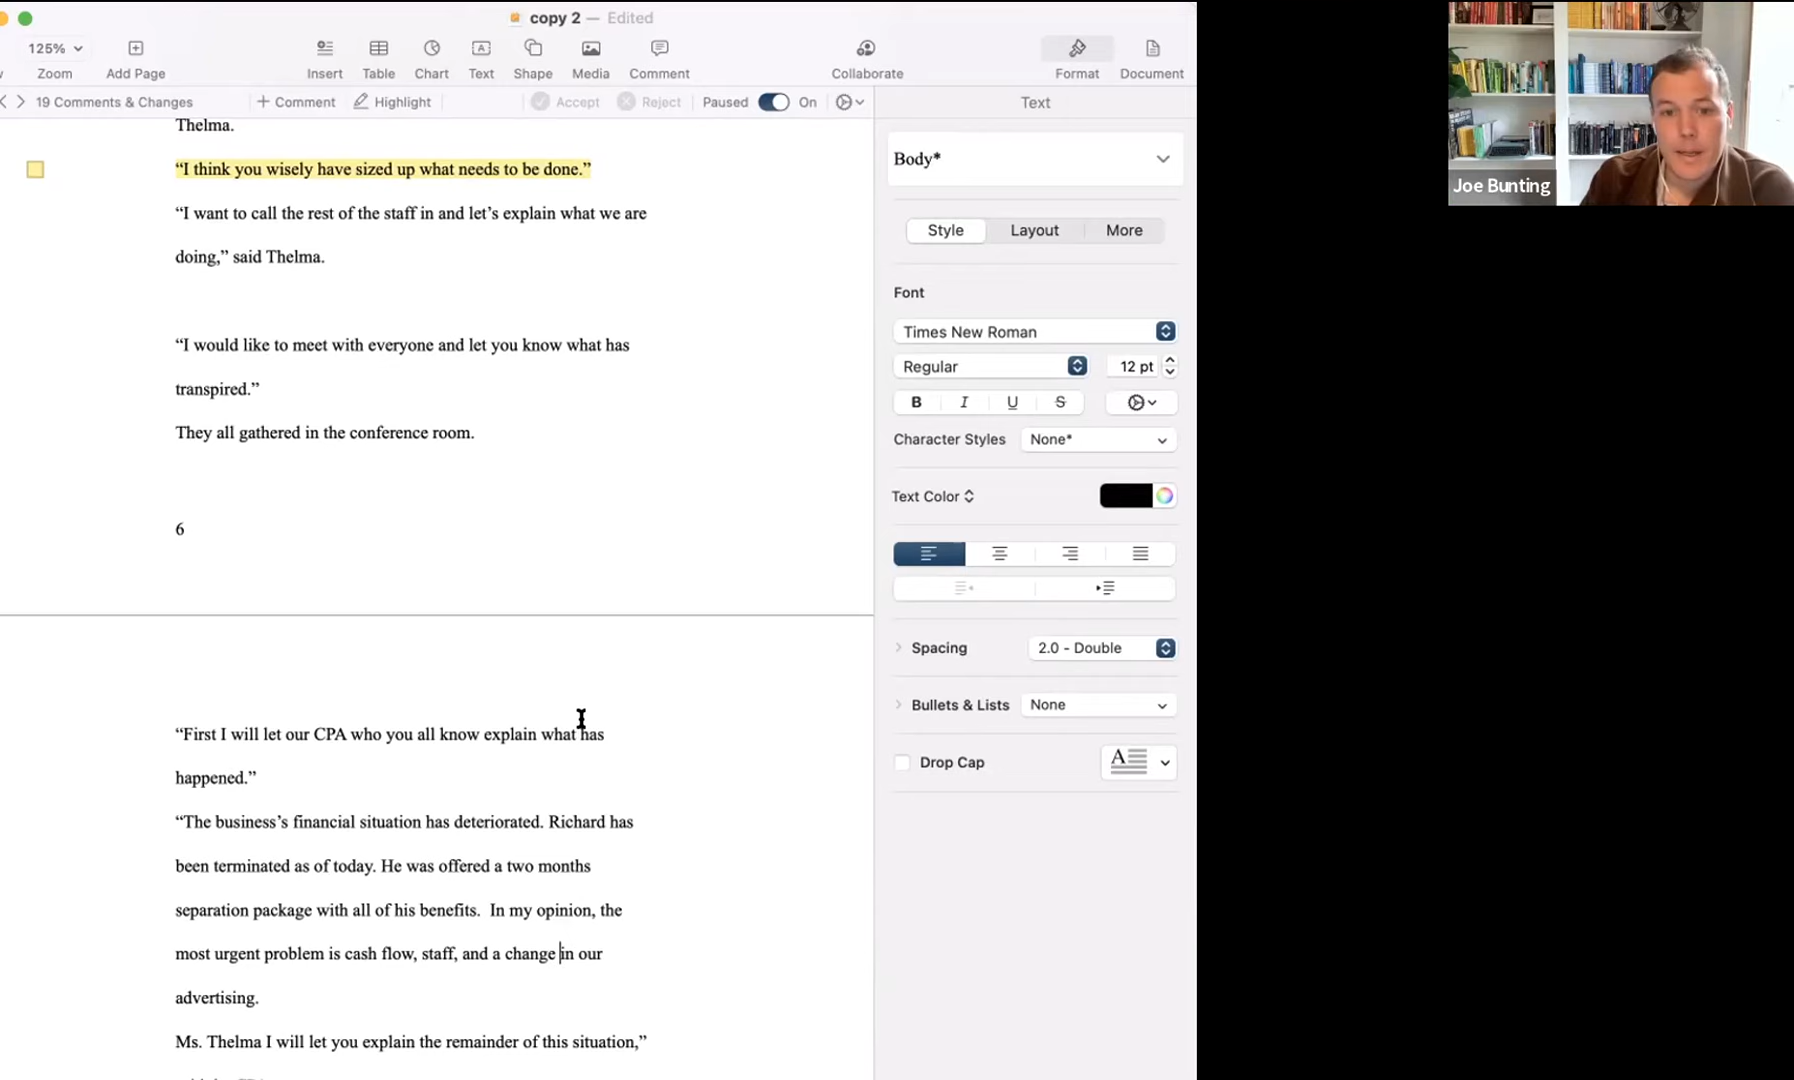 copy 2 — Edited
125%
Zoom
Add Page
Insert
Table
Chart
Text
Shape
Media
Comment
Collaborate
Format
Document
19 Comments & Changes
+ Comment
Highlight
Accept
Reject
Paused
On
Text
Thelma.
“I think you wisely have sized up what needs to be done.”
“I want to call the rest of the staff in and let’s explain what we are
doing,” said Thelma.
“I would like to meet with everyone and let you know what has
transpired.”
They all gathered in the conference room.
6
“First I will let our CPA who you all know explain what has
happened.”
“The business’s financial situation has deteriorated. Richard has
been terminated as of today. He was offered a two months
separation package with all of his benefits.  In my opinion, the
most urgent problem is cash flow, staff, and a change in our
advertising.
Ms. Thelma I will let you explain the remainder of this situation,”
Body*
Style
Layout
More
Font
Times New Roman
Regular
12 pt
B I U S
Character Styles
None*
Text Color
Spacing
2.0 - Double
Bullets & Lists
None
Drop Cap
A
Joe Bunting